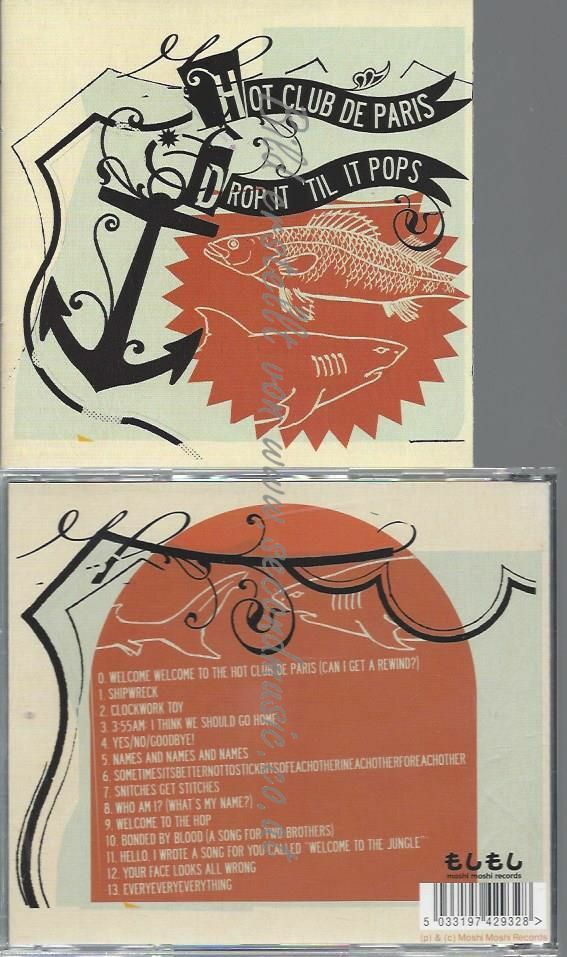 HOT CLUB DE PARIS
DROP IT 'TIL IT POPS
0. WELCOME WELCOME TO THE HOT CLUB DE PARIS (CAN I GET A REWIND?)
1. SHIPWRECK
2. CLOCKWORK TOY
3. 3:55AM: I THINK WE SHOULD GO HOME
4. YES/NO/GOODBYE!
5. NAMES AND NAMES AND NAMES
6. SOMETIMESITSBETTERNOTTOSTICKBITSOFEACHOTHERINEACHOTHERFOREACHOTHER
7. SNITCHES GET STITCHES
8. WHO AM I? (WHAT'S MY NAME?)
9. WELCOME TO THE HOP
10. BONDED BY BLOOD (A SONG FOR TWO BROTHERS)
11. HELLO, I WROTE A SONG FOR YOU CALLED "WELCOME TO THE JUNGLE"
12. YOUR FACE LOOKS ALL WRONG
13. EVERYEVERYEVERYTHING
もしもし
moshi moshi records
5 033197 429328 >
(p) & (c) Moshi Moshi Records